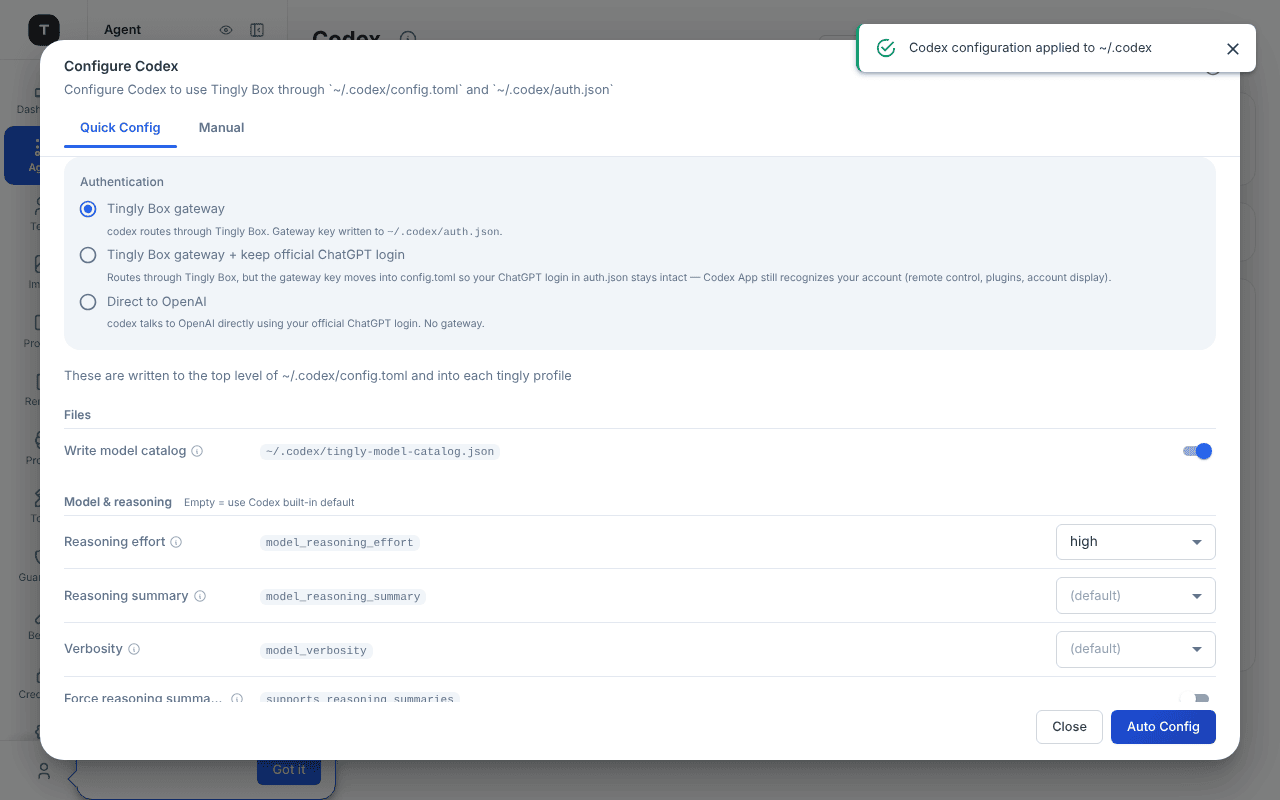 T
Agent
Codex
Codex configuration applied to ~/.codex
Configure Codex
Configure Codex to use Tingly Box through `~/.codex/config.toml` and `~/.codex/auth.json`
Quick Config
Manual
Authentication
Tingly Box gateway
codex routes through Tingly Box. Gateway key written to ~/.codex/auth.json.
Tingly Box gateway + keep official ChatGPT login
Routes through Tingly Box, but the gateway key moves into config.toml so your ChatGPT login in auth.json stays intact — Codex App still recognizes your account (remote control, plugins, account display).
Direct to OpenAI
codex talks to OpenAI directly using your official ChatGPT login. No gateway.
These are written to the top level of ~/.codex/config.toml and into each tingly profile
Files
Write model catalog ~/.codex/tingly-model-catalog.json
Model & reasoning Empty = use Codex built-in default
Reasoning effort model_reasoning_effort high
Reasoning summary model_reasoning_summary (default)
Verbosity model_verbosity (default)
Force reasoning summa... supports_reasoning_summaries
Close
Auto Config
Got it